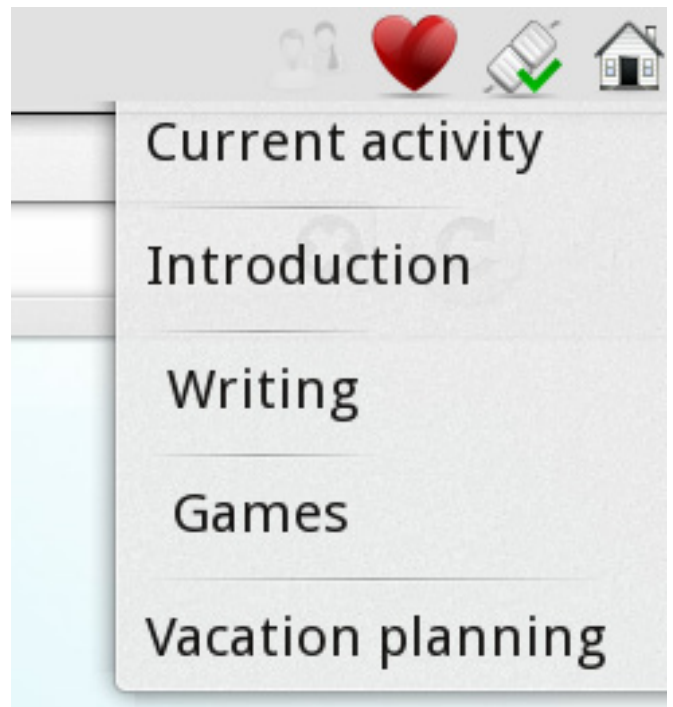 Current activity
Introduction
Writing
Games
Vacation planning